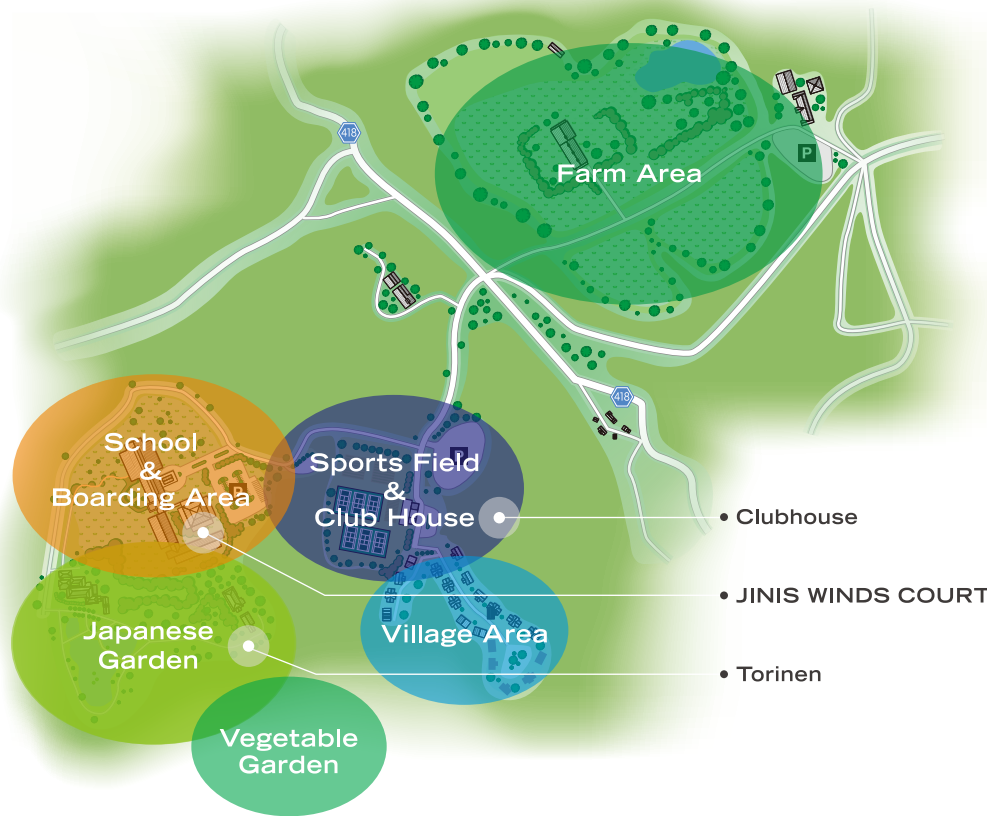 418
P
Farm Area
418
School
&
Boarding Area
P
Sports Field
&
Club House
P
• Clubhouse
• JINIS WINDS COURT
Japanese
Garden
Village Area
• Torinen
Vegetable
Garden